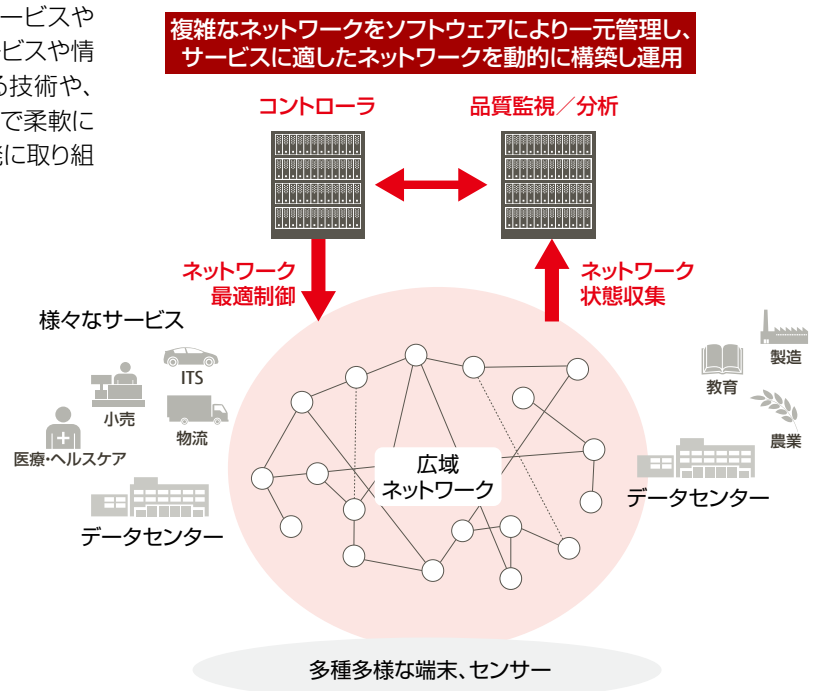 ービスや
ビスや情
る技術や、
で柔軟に
発に取り組
複雑なネットワークをソフトウェアにより一元管理し、
サービスに適したネットワークを動的に構築し運用
コントローラ
品質監視／分析
ネットワーク
最適制御
ネットワーク
状態収集
様々なサービス
ITS
小売
物流
医療・ヘルスケア
データセンター
製造
教育
農業
データセンター
広域
ネットワーク
多種多様な端末、センサー